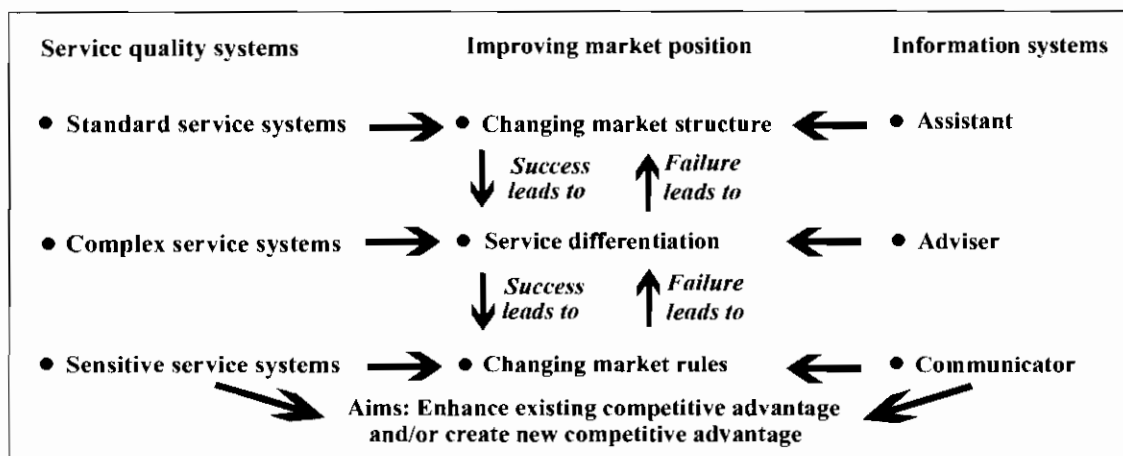 Service quality systems Improving market position Information systems
• Standard service systems • Changing market structure • Assistant
Success Failure
leads to leads to
• Complex service systems • Service differentiation • Adviser
Success Failure
leads to leads to
• Sensitive service systems • Changing market rules • Communicator
Aims: Enhance existing competitive advantage
and/or create new competitive advantage